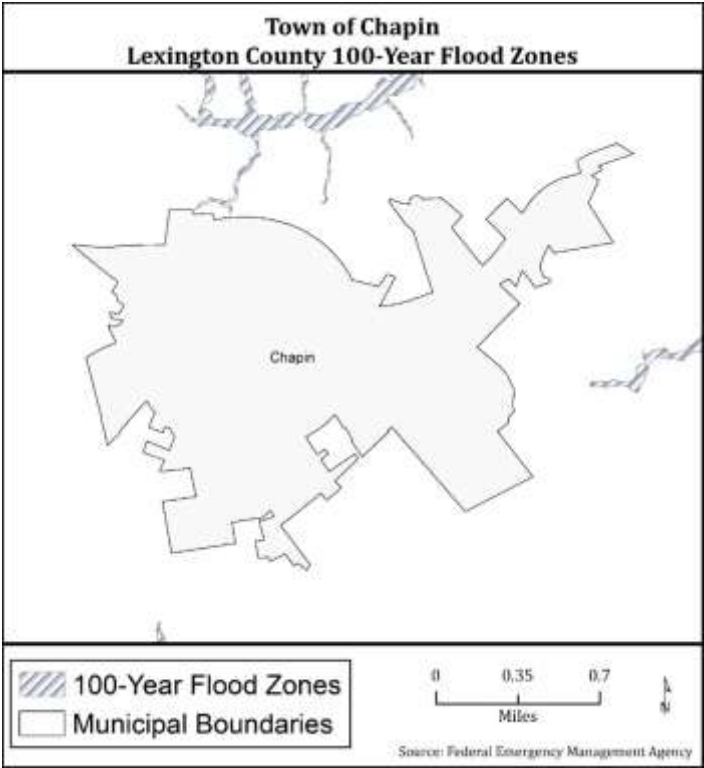 Town of Chapin
Lexington County 100-Year Flood Zones
Chapin
100-Year Flood Zones
Municipal Boundaries
0 0.35 0.7
Miles
N
Source: Federal Emergency Management Agency